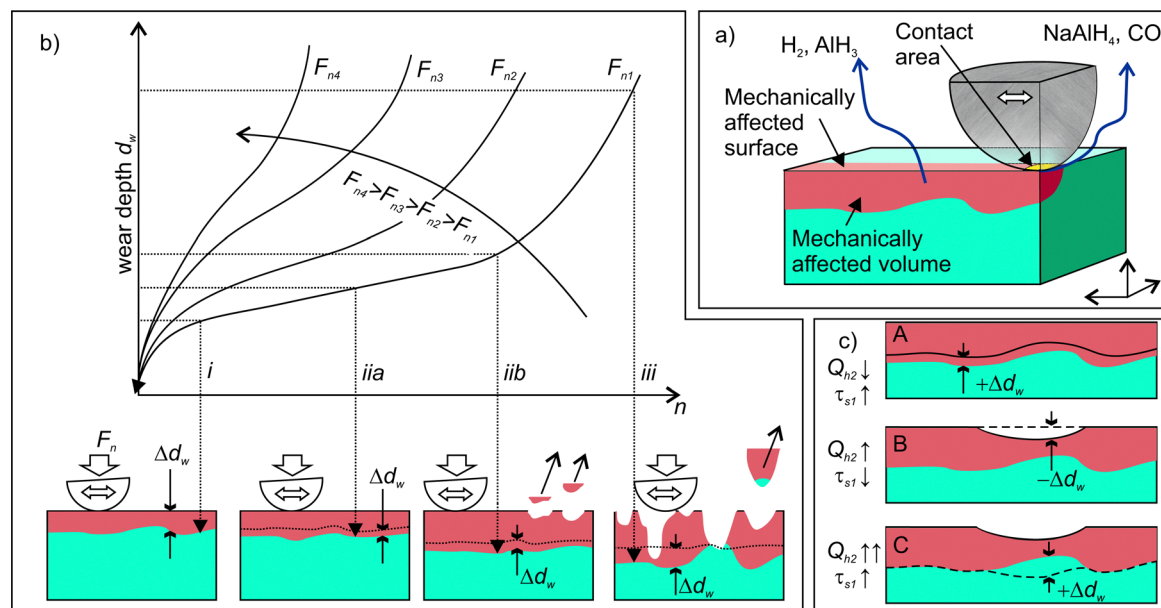 b)
wear depth d_w
F_n4
F_n3
F_n2
F_n1
F_n4>F_n3>F_n2>F_n1
i
iia
iib
iii
n
F_n
Δd_w
Δd_w
Δd_w
Δd_w
a)
H₂, AlH₃
Contact
area
NaAlH₄, CO
Mechanically
affected
surface
Mechanically
affected volume
c)
A
Q_h2 ↓
τ_s1 ↑
+Δd_w
B
Q_h2 ↑
τ_s1 ↓
−Δd_w
C
Q_h2 ↑↑
τ_s1 ↑
+Δd_w